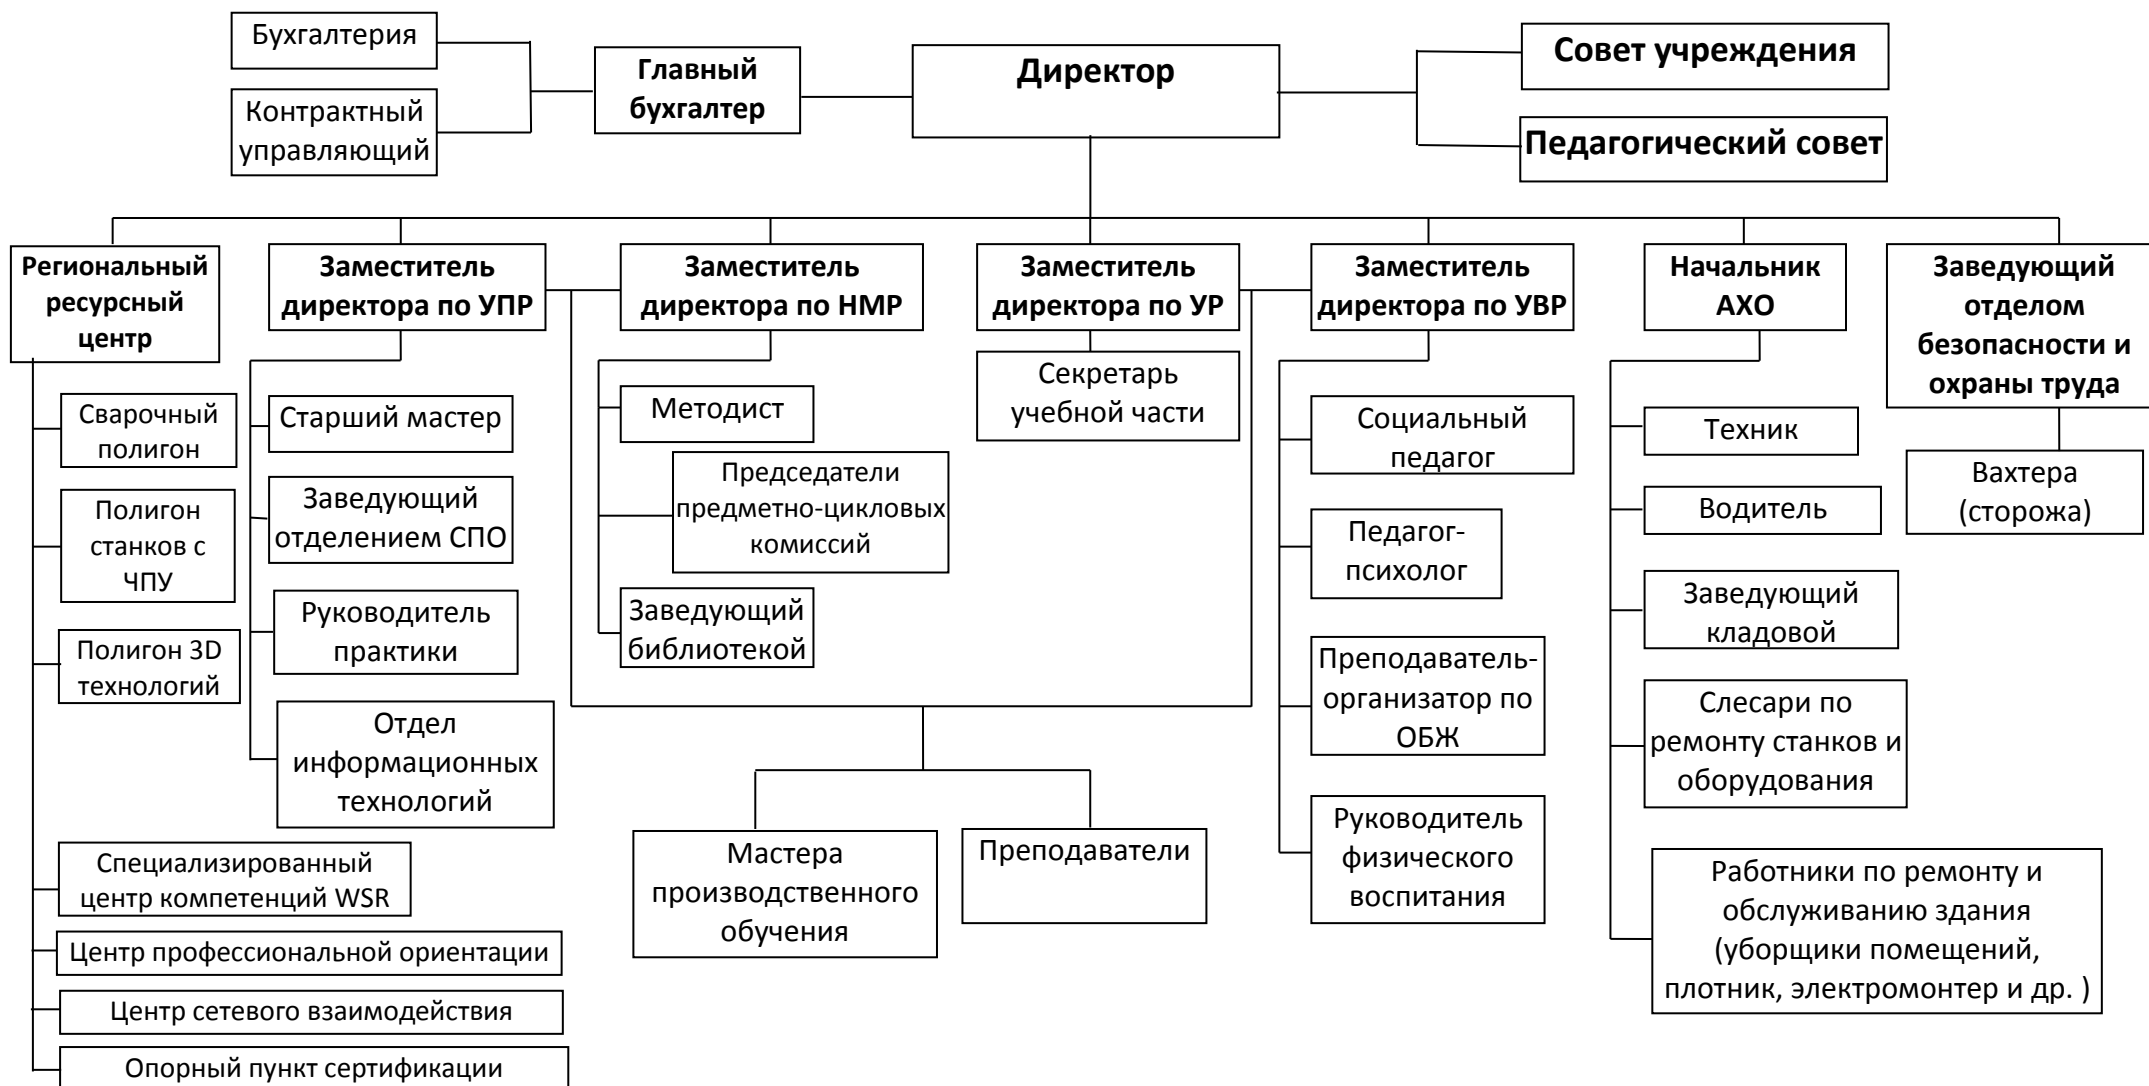 Бухгалтерия
Контрактный
управляющий
Главный
бухгалтер
Директор
Совет учреждения
Педагогический совет
Региональный
ресурсный
центр
Заместитель
директора по УПР
Заместитель
директора по НМР
Заместитель
директора по УР
Заместитель
директора по УВР
Начальник
АХО
Заведующий
отделом
безопасности и
охраны труда
Сварочный
полигон
Полигон
станков с
ЧПУ
Полигон 3D
технологий
Специализированный
центр компетенций WSR
Центр профессиональной ориентации
Центр сетевого взаимодействия
Опорный пункт сертификации
Старший мастер
Заведующий
отделением СПО
Руководитель
практики
Отдел
информационных
технологий
Методист
Председатели
предметно-цикловых
комиссий
Заведующий
библиотекой
Секретарь
учебной части
Мастера
производственного
обучения
Преподаватели
Социальный
педагог
Педагог-
психолог
Преподаватель-
организатор по
ОБЖ
Руководитель
физического
воспитания
Техник
Водитель
Заведующий
кладовой
Слесари по
ремонту станков и
оборудования
Работники по ремонту и
обслуживанию здания
(уборщики помещений,
плотник, электромонтер и др. )
Вахтера
(сторожа)